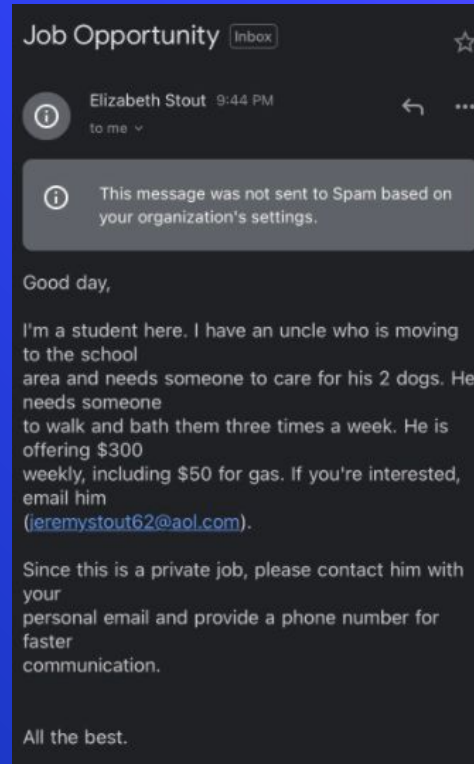 Job Opportunity Inbox
Elizabeth Stout 9:44 PM
to me
This message was not sent to Spam based on
your organization's settings.
Good day,
I'm a student here. I have an uncle who is moving
to the school
area and needs someone to care for his 2 dogs. He
needs someone
to walk and bath them three times a week. He is
offering $300
weekly, including $50 for gas. If you're interested,
email him
(jeremystout62@aol.com).
Since this is a private job, please contact him with
your
personal email and provide a phone number for
faster
communication.
All the best.